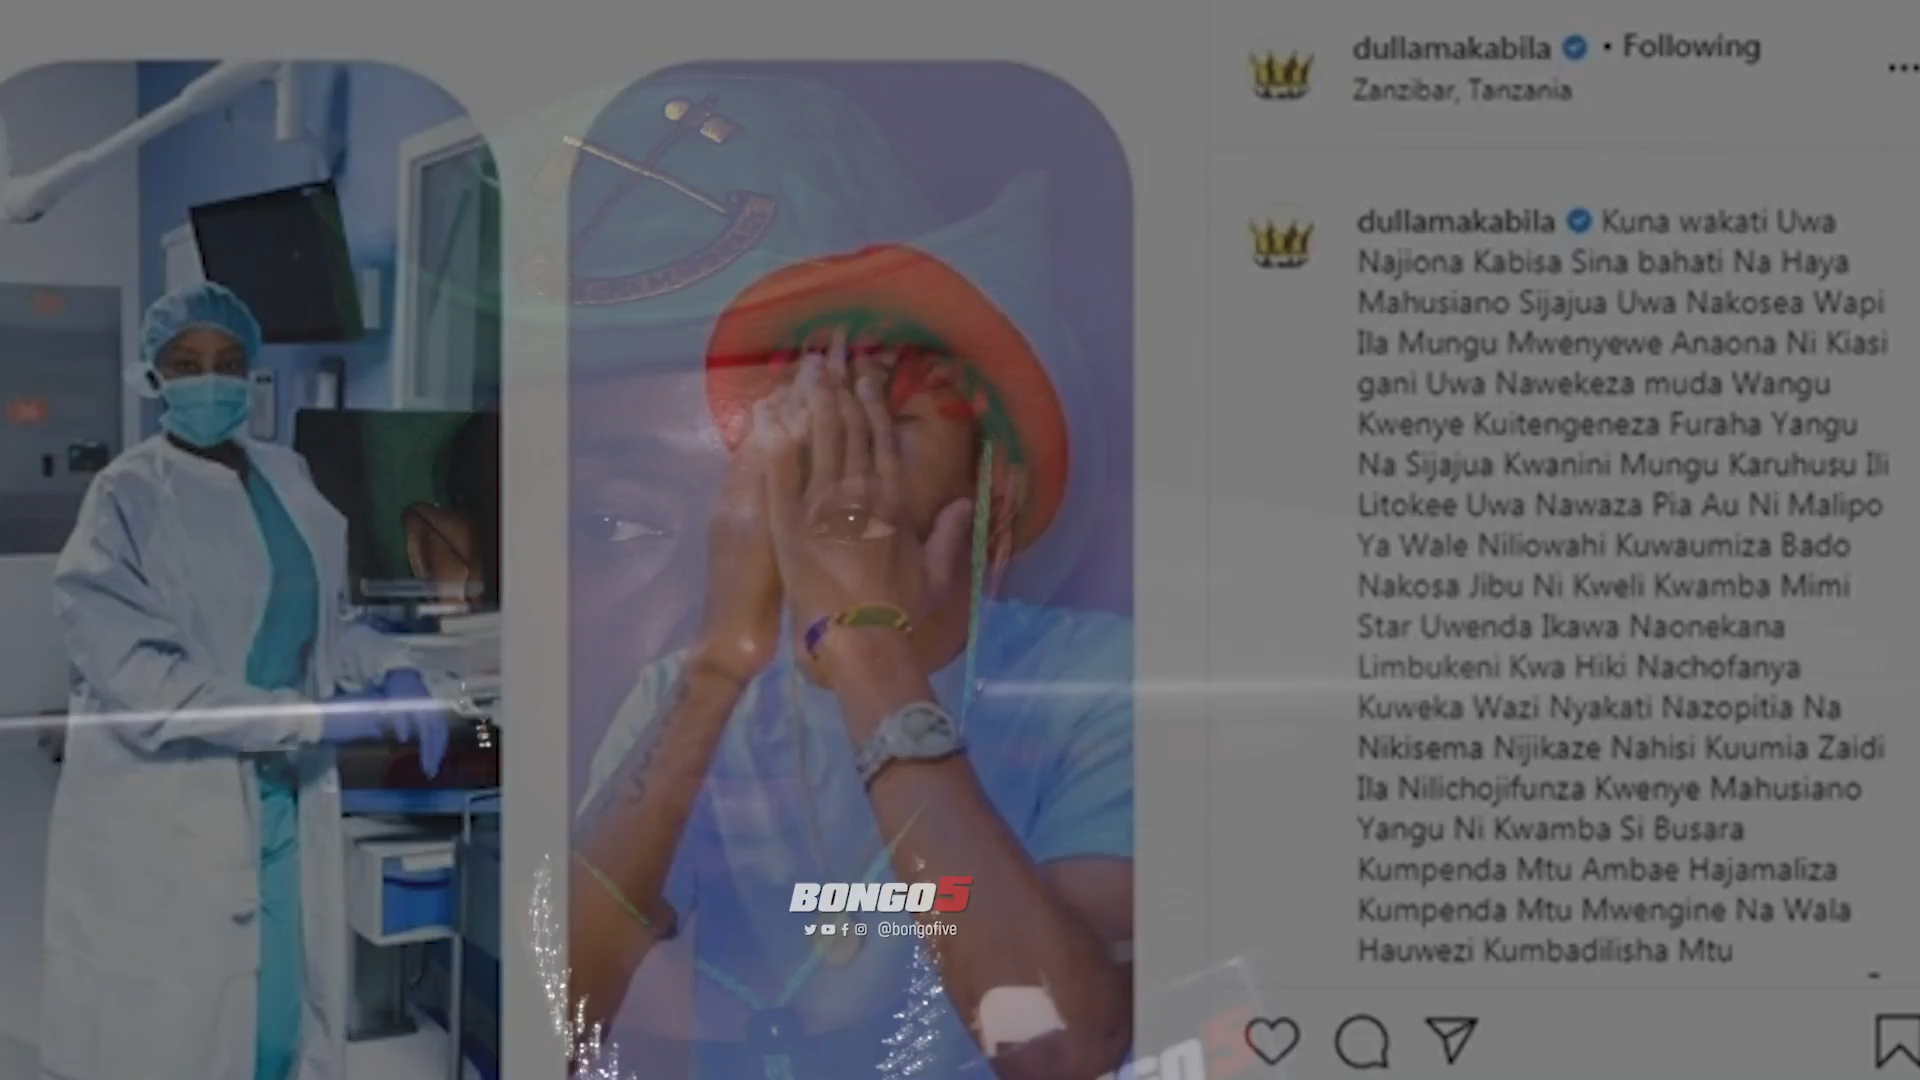 dullamakabila • Following
Zanzibar, Tanzania
dullamakabila Kuna wakati Uwa
Najiona Kabisa Sina bahati Na Haya
Mahusiano Sijajua Uwa Nakosea Wapi
Ila Mungu Mwenyewe Anaona Ni Kiasi
gani Uwa Nawekeza muda Wangu
Kwenye Kuitengeneza Furaha Yangu
Na Sijajua Kwanini Mungu Karuhusu Ili
Litokee Uwa Nawaza Pia Au Ni Malipo
Ya Wale Niliowahi Kuwaumiza Bado
Nakosa Jibu Ni Kweli Kwamba Mimi
Star Uwenda Ikawa Naonekana
Limbukeni Kwa Hiki Nachofanya
Kuweka Wazi Nyakati Nazopitia Na
Nikisema Nijikaze Nahisi Kuumia Zaidi
Ila Nilichojifunza Kwenye Mahusiano
Yangu Ni Kwamba Si Busara
Kumpenda Mtu Ambae Hajamaliza
Kumpenda Mtu Mwengine Na Wala
Hauwezi Kumbadilisha Mtu
BONGO5
@bongofive